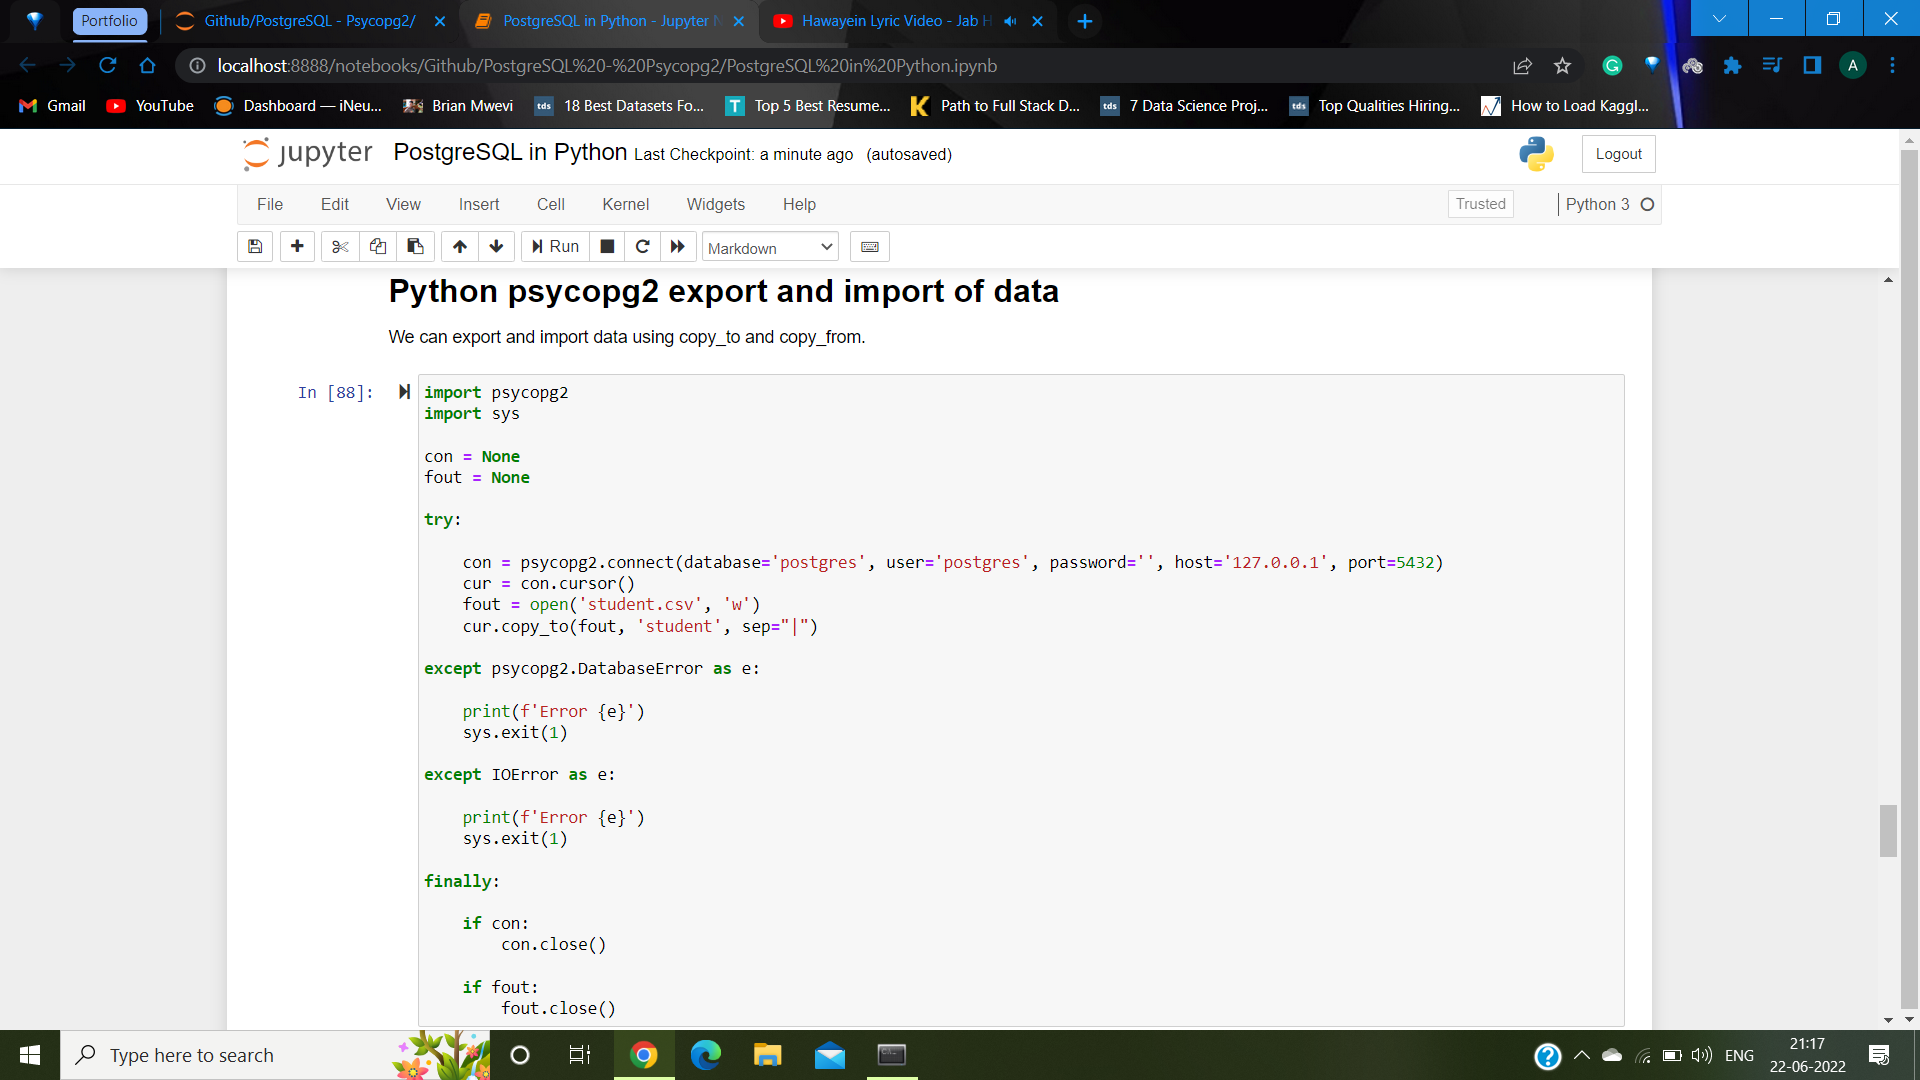 Portfolio
Github/PostgreSQL - Psycopg2/
PostgreSQL in Python - Jupyter N
Hawayein Lyric Video - Jab H
localhost:8888/notebooks/Github/PostgreSQL%20-%20Psycopg2/PostgreSQL%20in%20Python.ipynb
A
Gmail
YouTube
Dashboard — iNeu...
Brian Mwevi
tds 18 Best Datasets Fo...
T Top 5 Best Resume...
K Path to Full Stack D...
tds 7 Data Science Proj...
tds Top Qualities Hiring...
How to Load Kaggl...
jupyter PostgreSQL in Python Last Checkpoint: a minute ago (autosaved)
Logout
File Edit View Insert Cell Kernel Widgets Help
Trusted
Python 3
Run
Markdown
Python psycopg2 export and import of data
We can export and import data using copy_to and copy_from.
In [88]:
import psycopg2
import sys
con = None
fout = None
try:
con = psycopg2.connect(database='postgres', user='postgres', password='', host='127.0.0.1', port=5432)
cur = con.cursor()
fout = open('student.csv', 'w')
cur.copy_to(fout, 'student', sep="|")
except psycopg2.DatabaseError as e:
print(f'Error {e}')
sys.exit(1)
except IOError as e:
print(f'Error {e}')
sys.exit(1)
finally:
if con:
con.close()
if fout:
fout.close()
Type here to search
ENG
21:17
22-06-2022